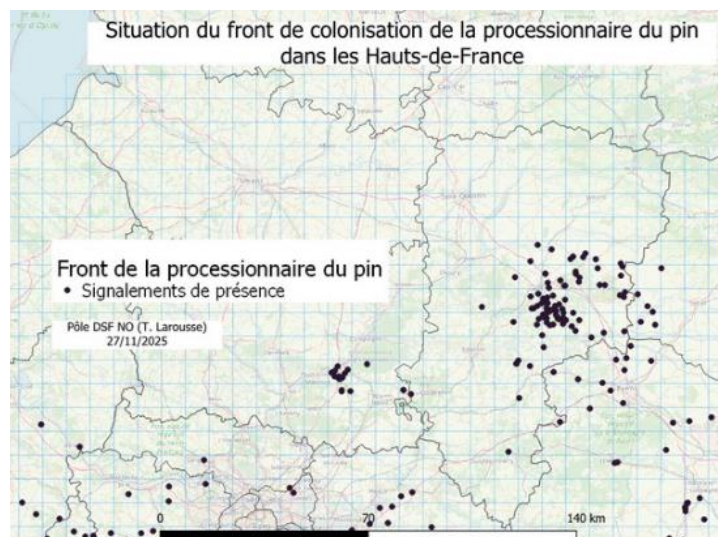 Situation du front de colonisation de la processionnaire du pin
dans les Hauts-de-France
Front de la processionnaire du pin
• Signalements de présence
Pôle DSF NO (T. Larousse)
27/11/2025
0 70 140 km